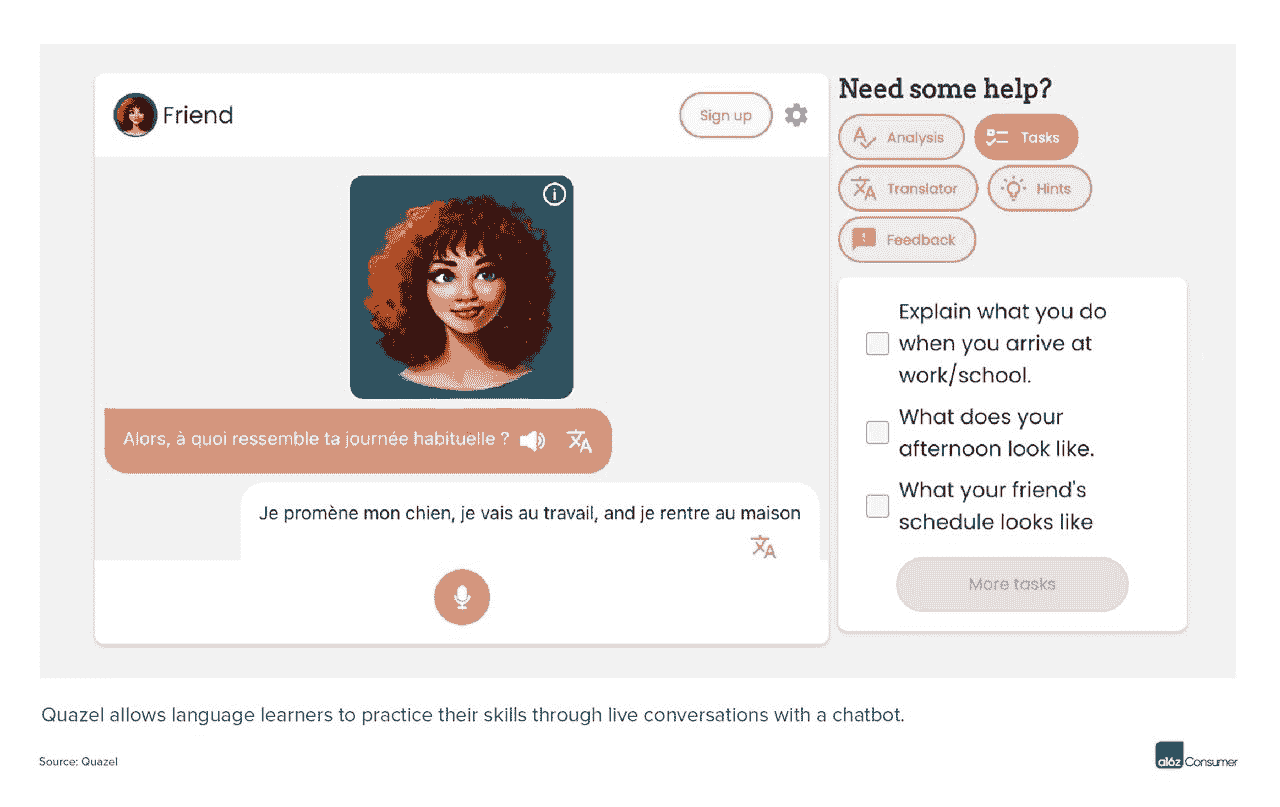 Friend
Sign up
Alors, à quoi ressemble ta journée habituelle ?
Je promène mon chien, je vais au travail, and je rentre au maison
Need some help?
Analysis
Tasks
Translator
Hints
Feedback
Explain what you do
when you arrive at
work/school.
What does your
afternoon look like.
What your friend's
schedule looks like
More tasks
Quazel allows language learners to practice their skills through live conversations with a chatbot.
Source: Quazel
a16z Consumer